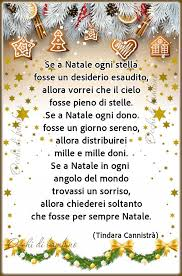 Se a Natale ogni stella
fosse un desiderio esaudito,
allora vorrei che il cielo
fosse pieno di stelle.
Se a Natale ogni dono.
fosse un giorno sereno,
allora distribuirei
mille e mille doni.
Se a Natale in ogni
angolo del mondo
trovassi un sorriso,
allora chiederei soltanto
che fosse per sempre Natale.
(Tindara Cannistrà)